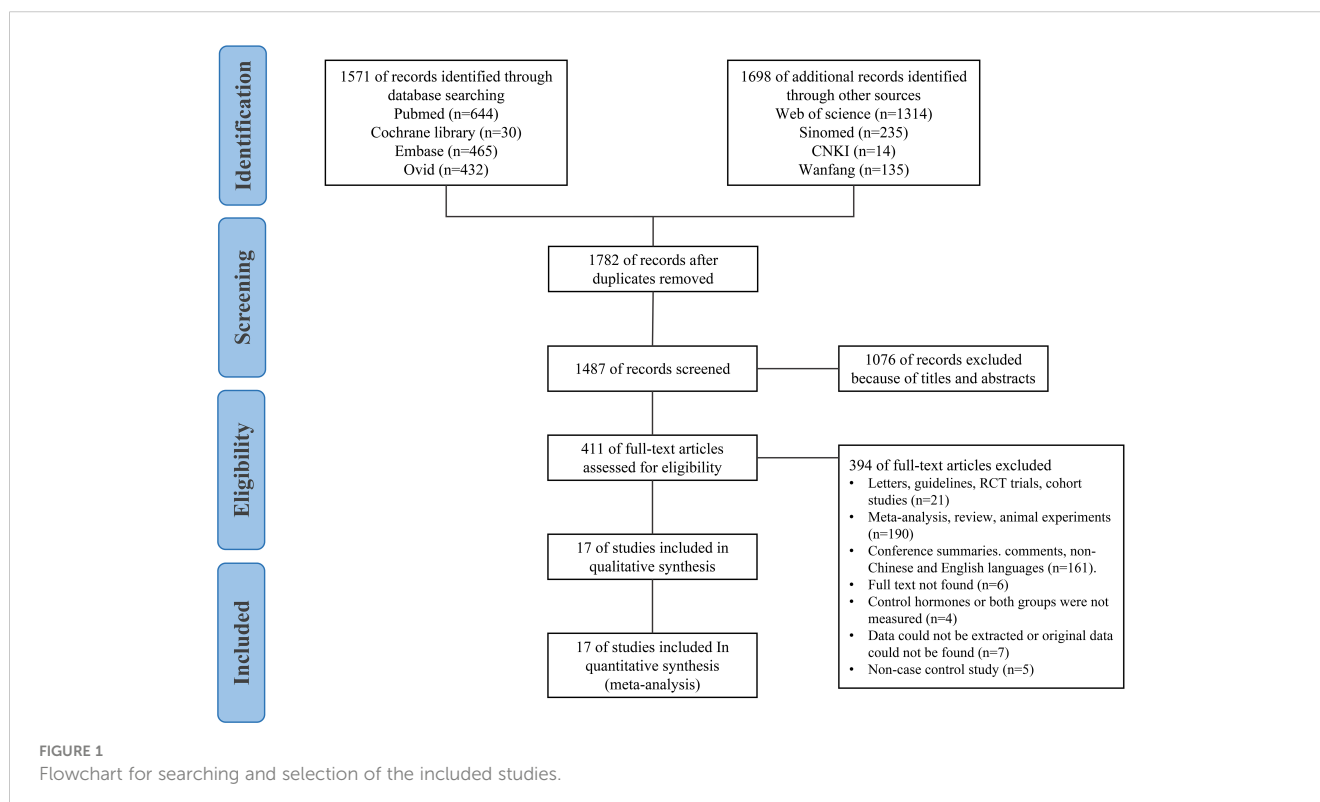 Identification
1571 of records identified through
database searching
Pubmed (n=644)
Cochrane library (n=30)
Embase (n=465)
Ovid (n=432)
1698 of additional records identified
through other sources
Web of science (n=1314)
Sinomed (n=235)
CNKI (n=14)
Wanfang (n=135)
Screening
1782 of records after
duplicates removed
1487 of records screened
1076 of records excluded
because of titles and abstracts
Eligibility
411 of full-text articles
assessed for eligibility
394 of full-text articles excluded
• Letters, guidelines, RCT trials, cohort
studies (n=21)
• Meta-analysis, review, animal experiments
(n=190)
• Conference summaries. comments, non-
Chinese and English languages (n=161).
• Full text not found (n=6)
• Control hormones or both groups were not
measured (n=4)
• Data could not be extracted or original data
could not be found (n=7)
• Non-case control study (n=5)
17 of studies included in
qualitative synthesis
Included
17 of studies included In
quantitative synthesis
(meta-analysis)
FIGURE 1
Flowchart for searching and selection of the included studies.